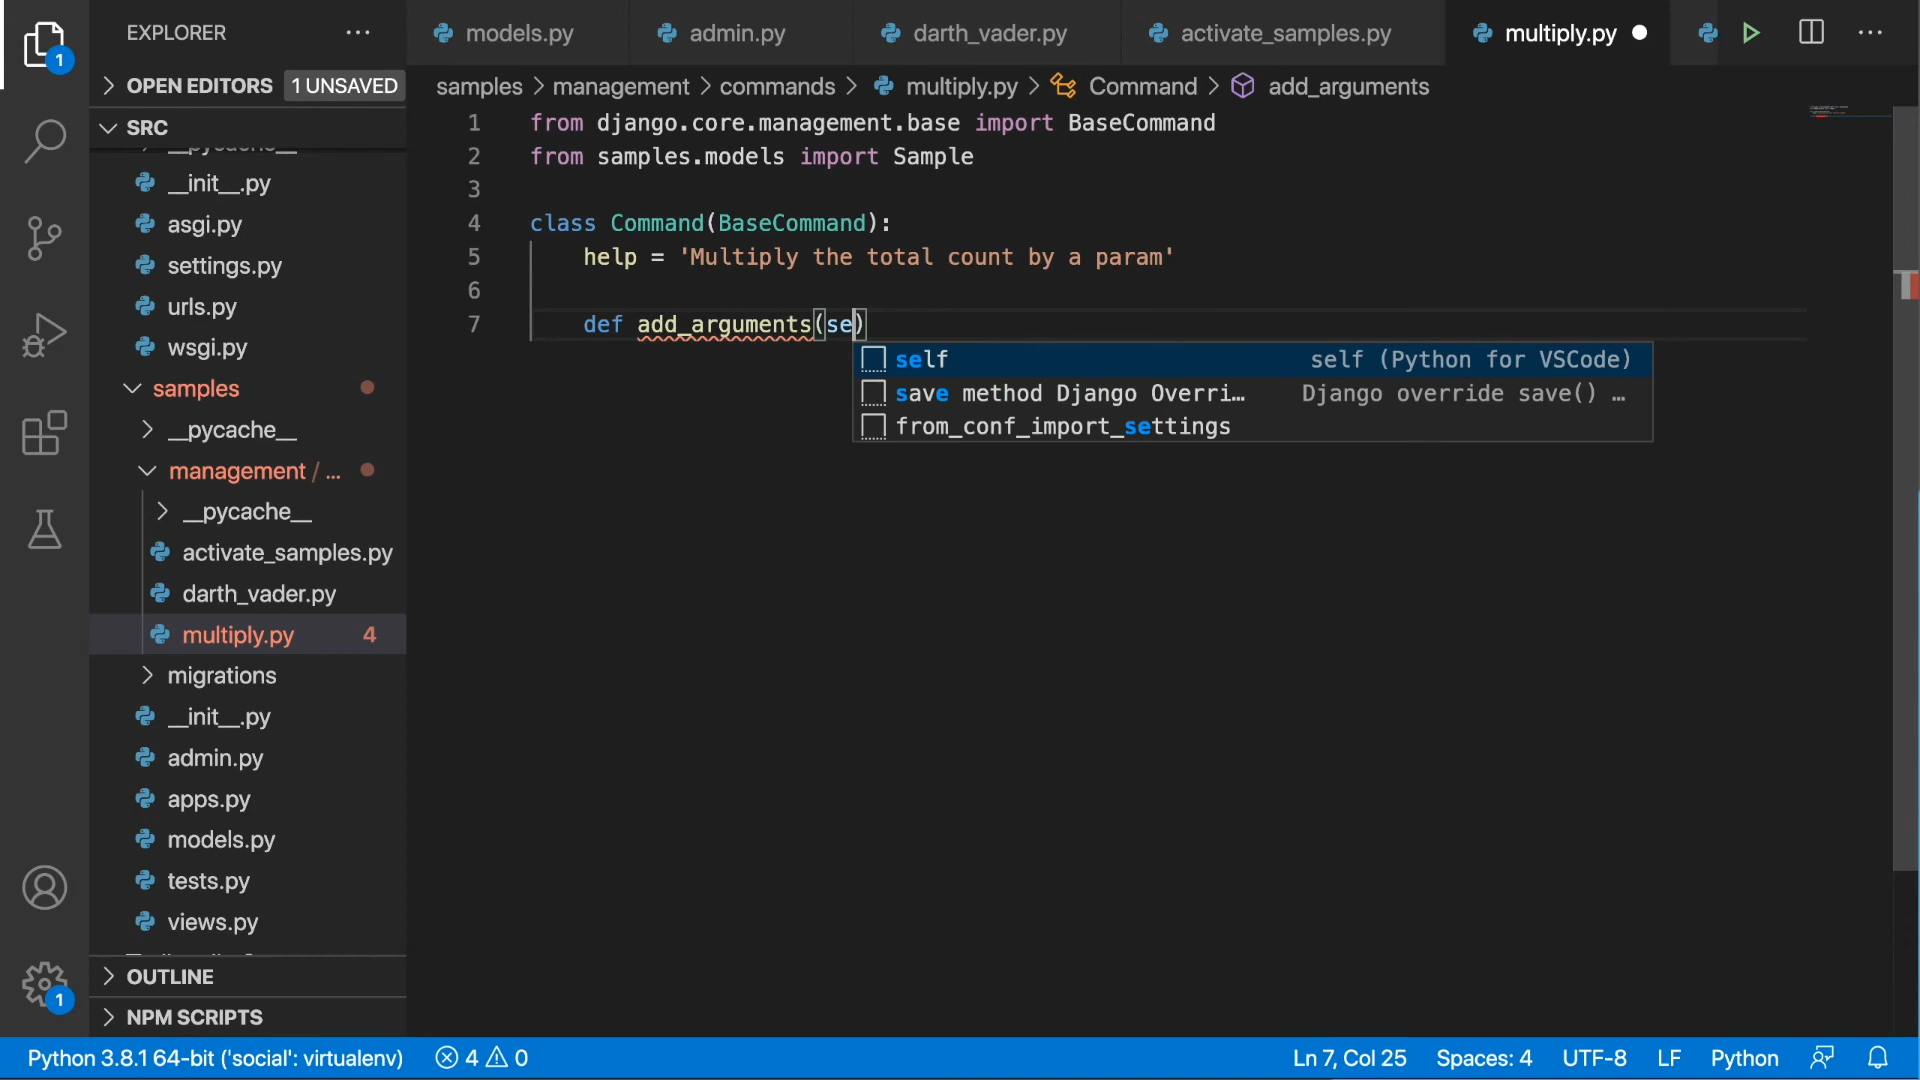 EXPLORER
OPEN EDITORS 1 UNSAVED
SRC
__pycache__
__init__.py
asgi.py
settings.py
urls.py
wsgi.py
samples
__pycache__
management / ...
__pycache__
activate_samples.py
darth_vader.py
multiply.py 4
migrations
__init__.py
admin.py
apps.py
models.py
tests.py
views.py
OUTLINE
NPM SCRIPTS
1
1
models.py admin.py darth_vader.py activate_samples.py multiply.py
samples > management > commands > multiply.py > Command > add_arguments
1 from django.core.management.base import BaseCommand
2 from samples.models import Sample
3
4 class Command(BaseCommand):
5 help = 'Multiply the total count by a param'
6
7 def add_arguments(se)
self self (Python for VSCode)
save method Django Overri… Django override save() …
from_conf_import_settings
Python 3.8.1 64-bit ('social': virtualenv) 4 0 Ln 7, Col 25 Spaces: 4 UTF-8 LF Python